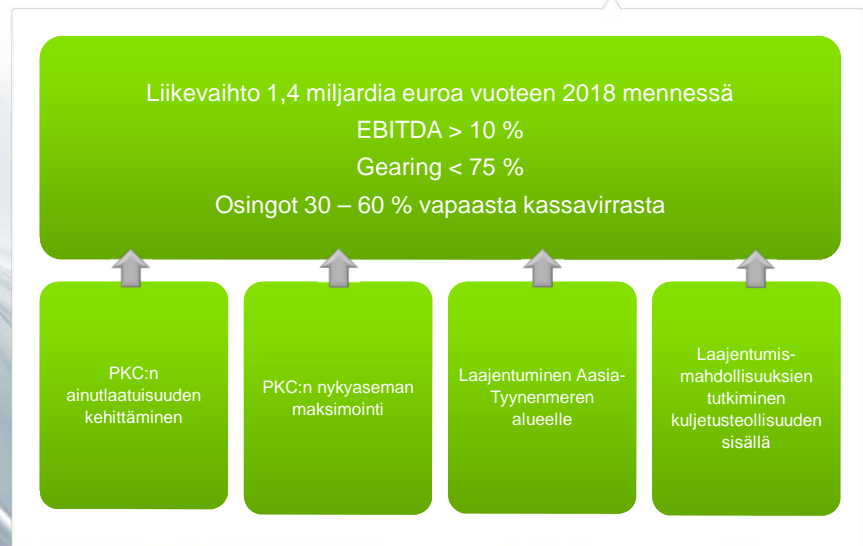 Liikevaihto 1,4 miljardia euroa vuoteen 2018 mennessä
EBITDA > 10 %
Gearing < 75 %
Osingot 30 – 60 % vapaasta kassavirrasta
PKC:n
ainutlaatuisuuden
kehittäminen
PKC:n nykyaseman
maksimointi
Laajentuminen Aasia-
Tyynenmeren
alueelle
Laajentumis-
mahdollisuuksien
tutkiminen
kuljetusteollisuuden
sisällä